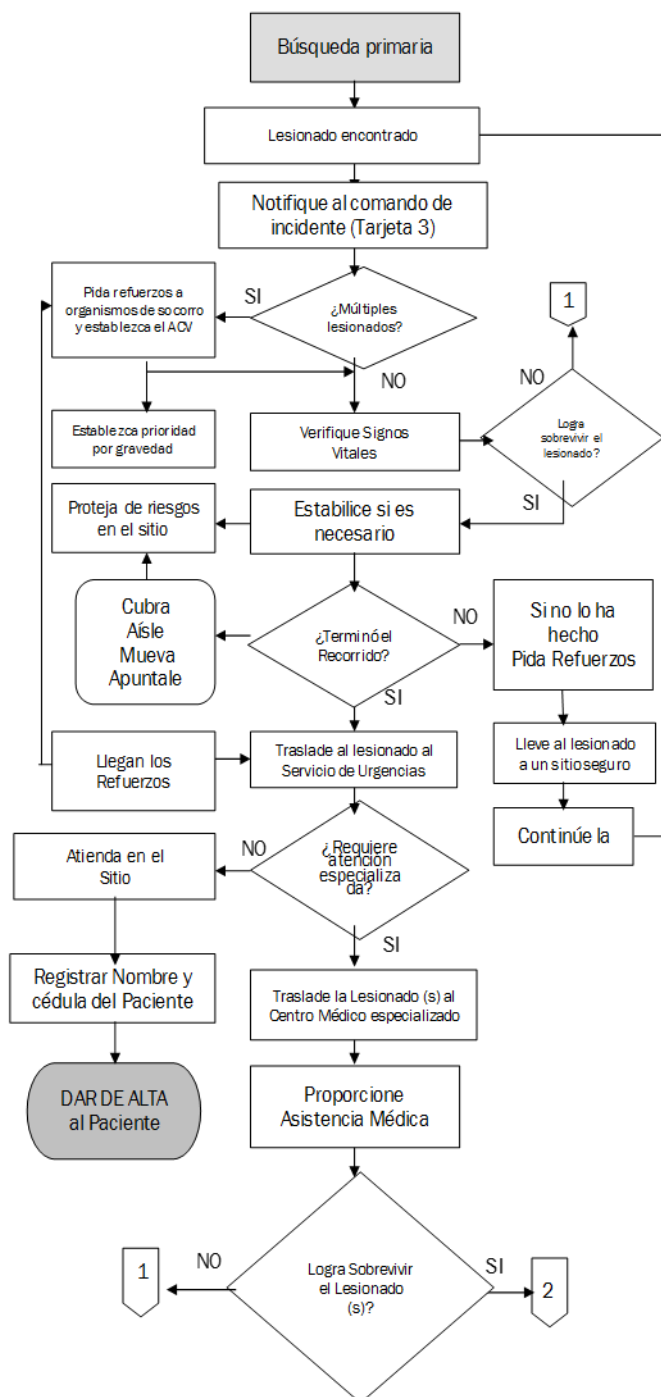 Búsqueda primaria
Lesionado encontrado
Notifique al comando de
incidente (Tarjeta 3)
Pida refuerzos a
organismos de socorro
y establezca el ACV
SI
¿Múltiples
lesionados?
1
NO
NO
Establezca prioridad
por gravedad
Verifique Signos
Vitales
Logra
sobrevivir el
lesionado?
Proteja de riesgos
en el sitio
Estabilice si es
necesario
SI
Cubra
Aísle
Mueva
Apuntale
¿Terminó el
Recorrido?
NO
Si no lo ha
hecho
Pida Refuerzos
SI
Llegan los
Refuerzos
Traslade al lesionado al
Servicio de Urgencias
Lleve al lesionado
a un sitio seguro
Continúe la
Atienda en el
Sitio
NO
¿Requiere
atención
especializa
da?
SI
Registrar Nombre y
cédula del Paciente
Traslade la Lesionado (s) al
Centro Médico especializado
DAR DE ALTA
al Paciente
Proporcione
Asistencia Médica
1
NO
Logra Sobrevivir
el Lesionado
(s)?
SI
2